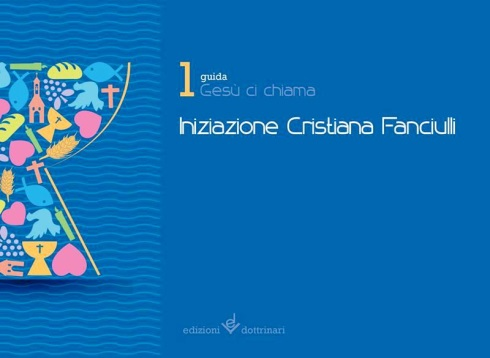 1 guida
Gesù ci chiama
Iniziazione Cristiana Fanciulli
edizioni dottrinari